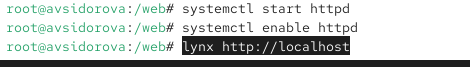 root@avsidorova:/web# systemctl start httpd
root@avsidorova:/web# systemctl enable httpd
root@avsidorova:/web# lynx http://localhost